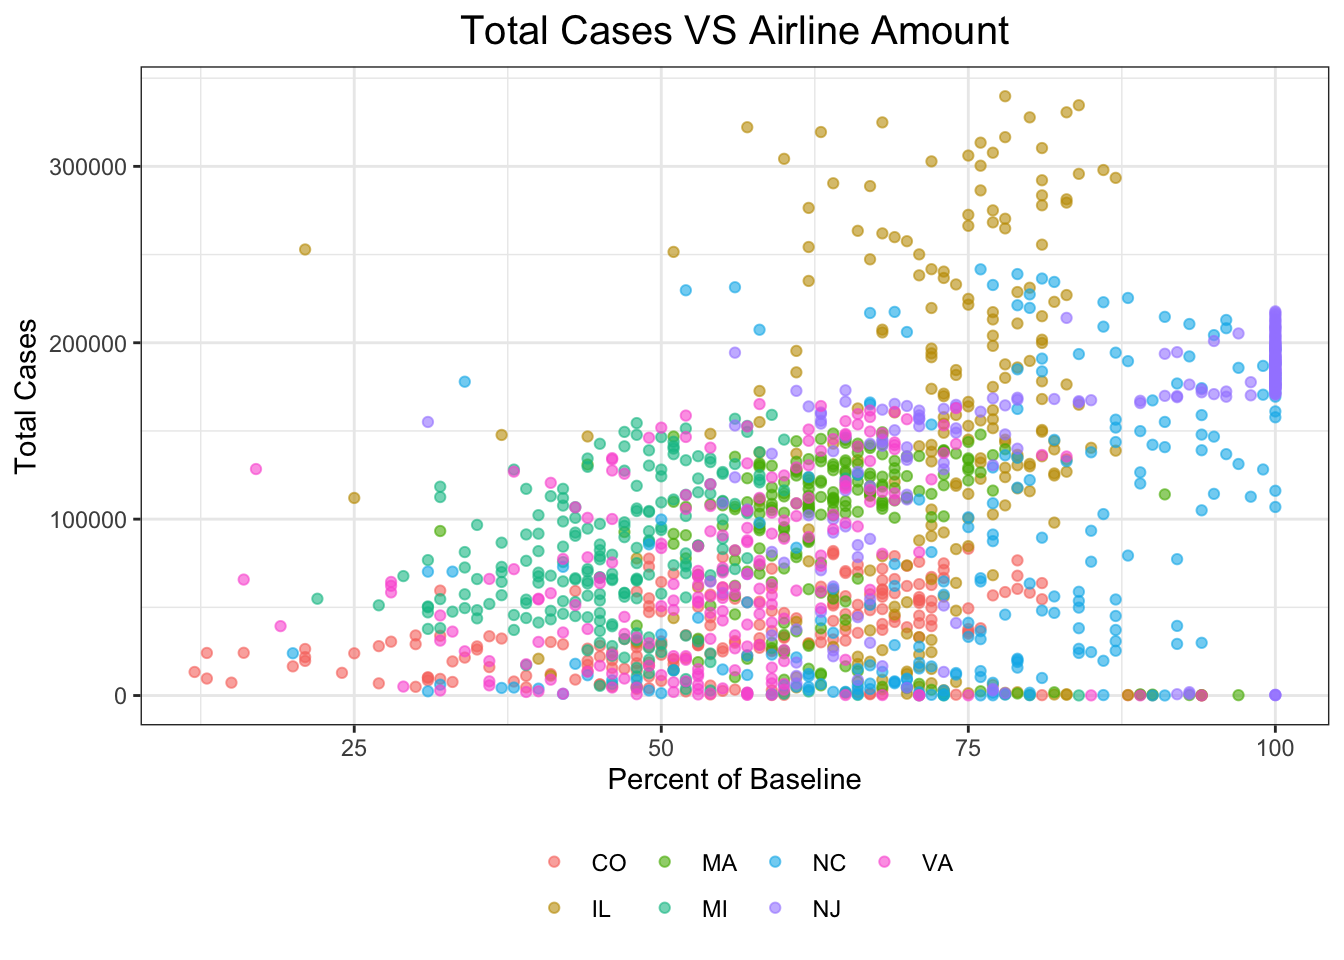 Total Cases VS Airline Amount
Total Cases
300000
200000
100000
0
25 50 75 100
Percent of Baseline
CO MA NC VA
IL MI NJ